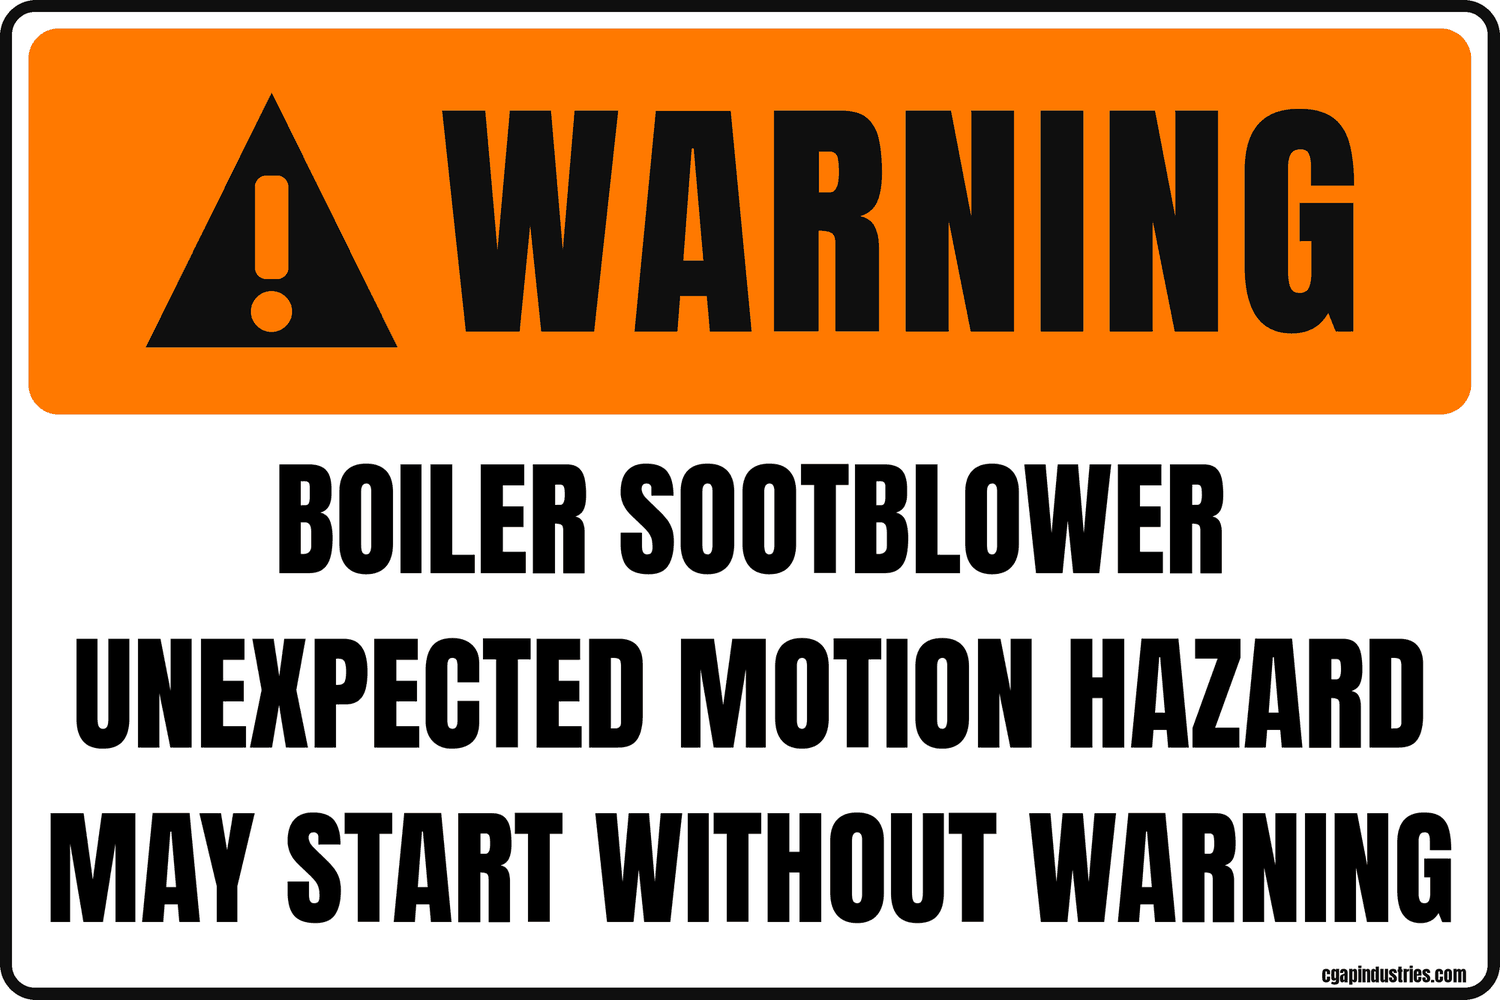 WARNING
BOILER SOOTBLOWER
UNEXPECTED MOTION HAZARD
MAY START WITHOUT WARNING
cgapindustries.com